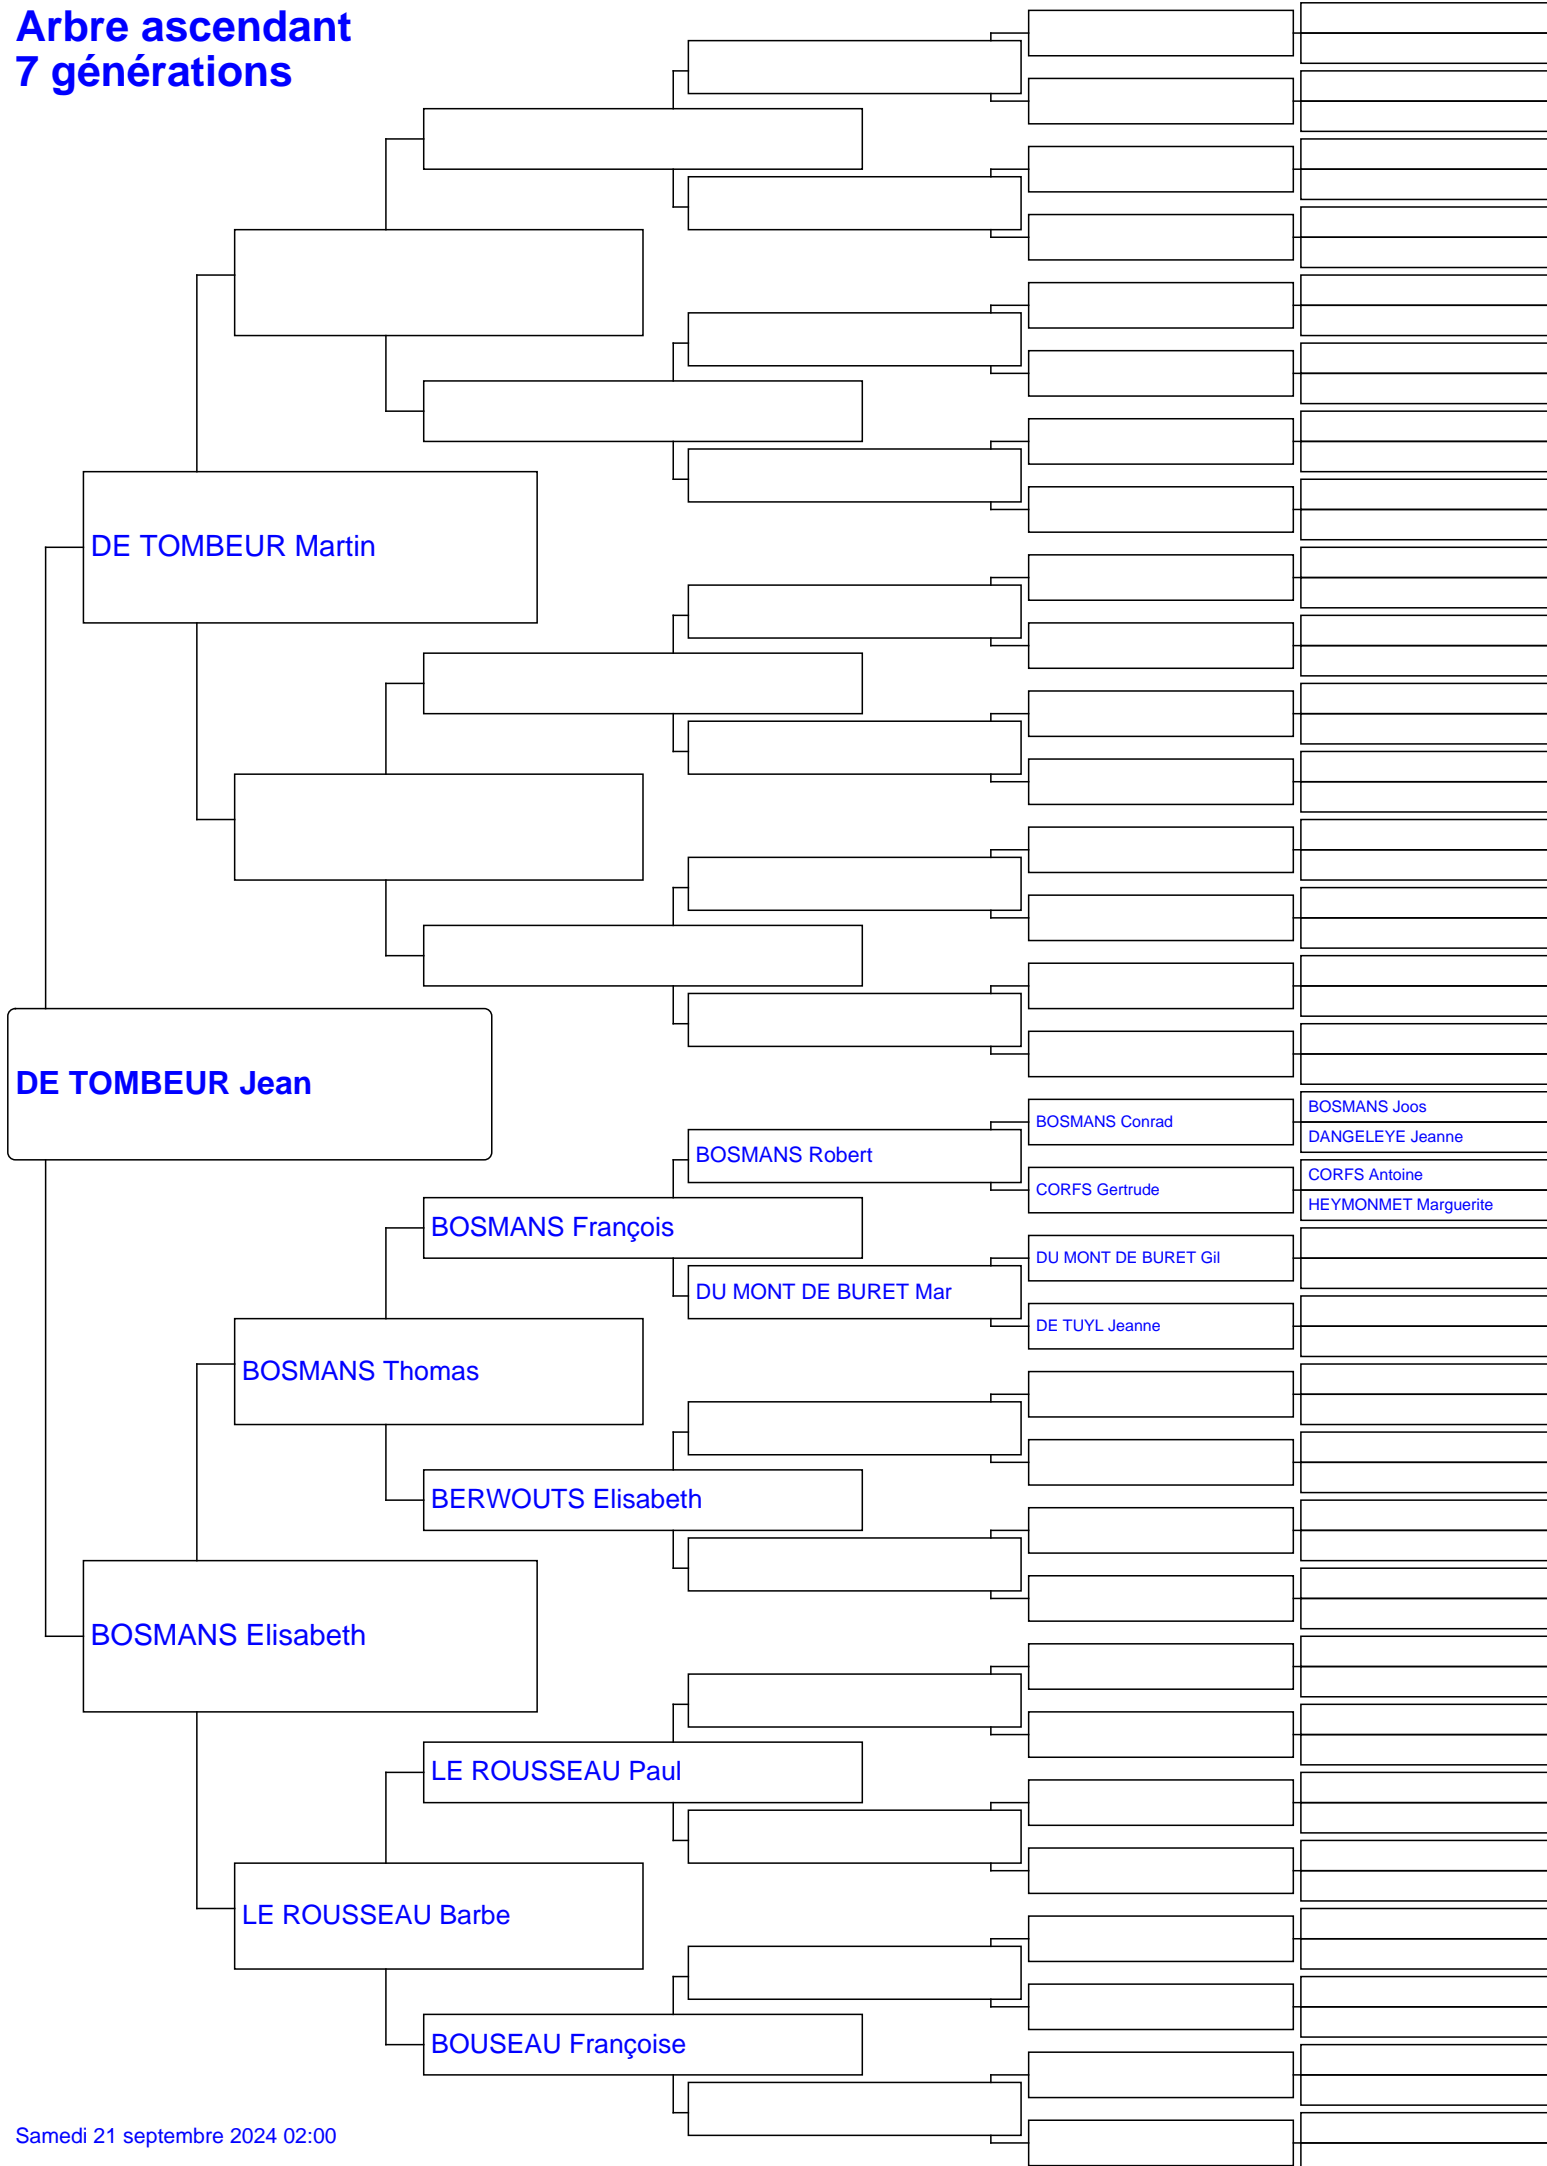 Arbre ascendant
7 générations
DE TOMBEUR Martin
DE TOMBEUR Jean
BOSMANS Joos
BOSMANS Conrad
DANGELEYE Jeanne
BOSMANS Robert
CORFS Antoine
CORFS Gertrude
HEYMONMET Marguerite
BOSMANS François
DU MONT DE BURET Gil
DU MONT DE BURET Mar
DE TUYL Jeanne
BOSMANS Thomas
BERWOUTS Elisabeth
BOSMANS Elisabeth
LE ROUSSEAU Paul
LE ROUSSEAU Barbe
BOUSEAU Françoise
Samedi 21 septembre 2024 02:00